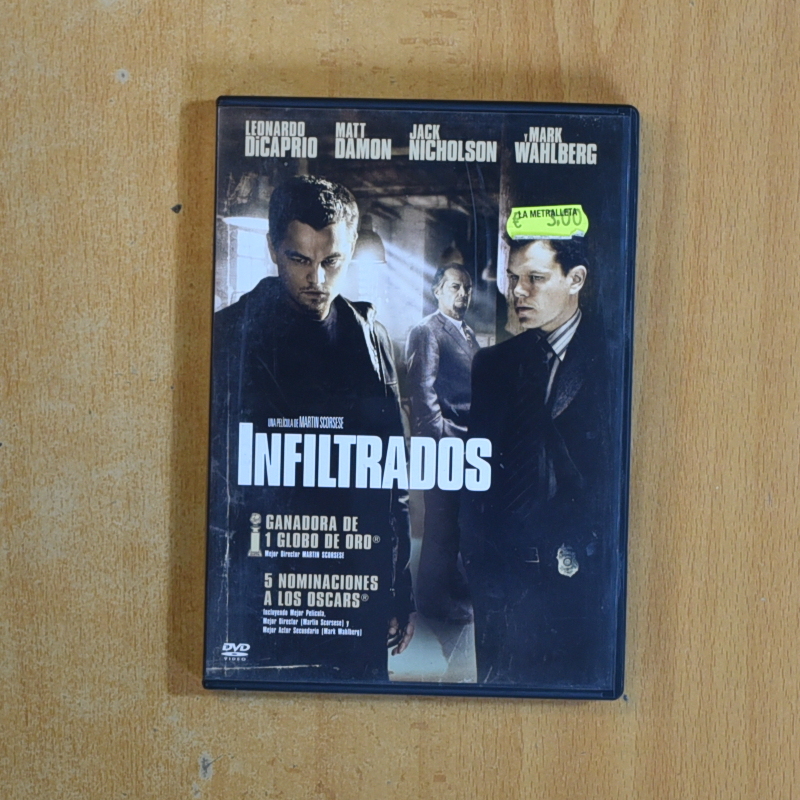 LEONARDO
DiCAPRIO
MATT
DAMON
JACK
NICHOLSON
Y MARK
WAHLBERG
LA METRALLETA
€ 3.00
UNA PELÍCULA DE MARTIN SCORSESE
INFILTRADOS
GANADORA DE
1 GLOBO DE ORO®
Mejor Director MARTIN SCORSESE
5 NOMINACIONES
A LOS OSCARS®
Incluyendo Mejor Película,
Mejor Director (Martin Scorsese) y
Mejor Actor Secundario (Mark Wahlberg)
DVD
VIDEO